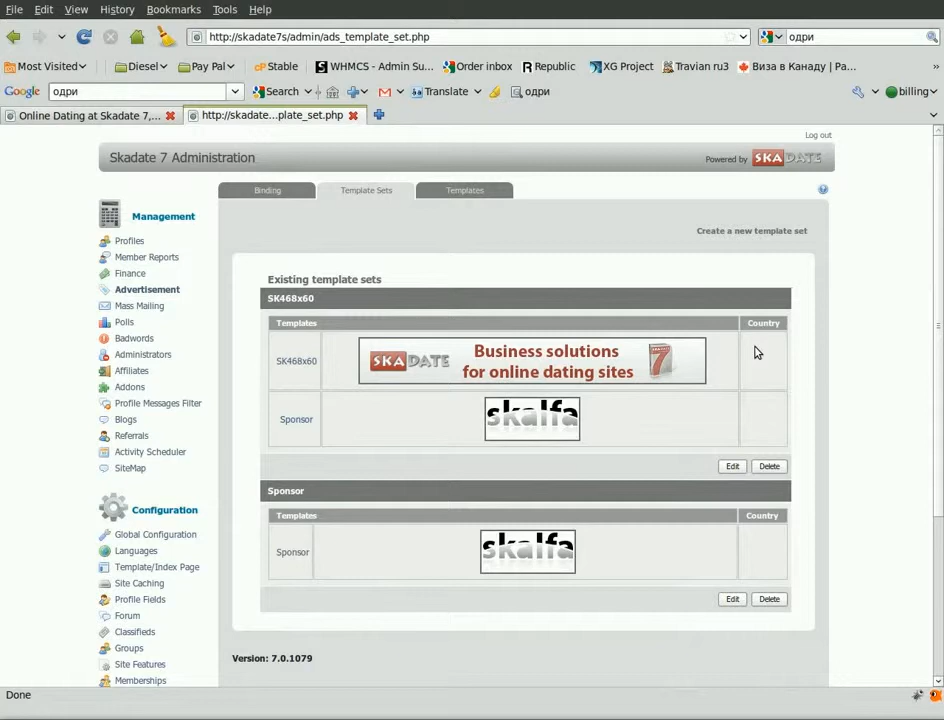 File Edit View History Bookmarks Tools Help
http://skadate7s/admin/ads_template_set.php
одри
Most Visited Diesel Pay Pal Stable WHMCS - Admin Su... Order inbox Republic XG Project Travian ru3 Виза в Канаду | Ра... »
Google одри Search Translate одри billing
Online Dating at Skadate 7,... http://skadate...plate_set.php
Log out
Skadate 7 Administration
Powered by SKADATE
Binding Template Sets Templates
Management
Profiles
Member Reports
Finance
Advertisement
Mass Mailing
Polls
Badwords
Administrators
Affiliates
Addons
Profile Messages Filter
Blogs
Referrals
Activity Scheduler
SiteMap
Configuration
Global Configuration
Languages
Template/Index Page
Site Caching
Profile Fields
Forum
Classifieds
Groups
Site Features
Memberships
Create a new template set
Existing template sets
SK468x60
Templates Country
SK468x60
SKADATE Business solutions for online dating sites 7
Sponsor skalfa
Edit Delete
Sponsor
Templates Country
Sponsor skalfa
Edit Delete
Version: 7.0.1079
Done